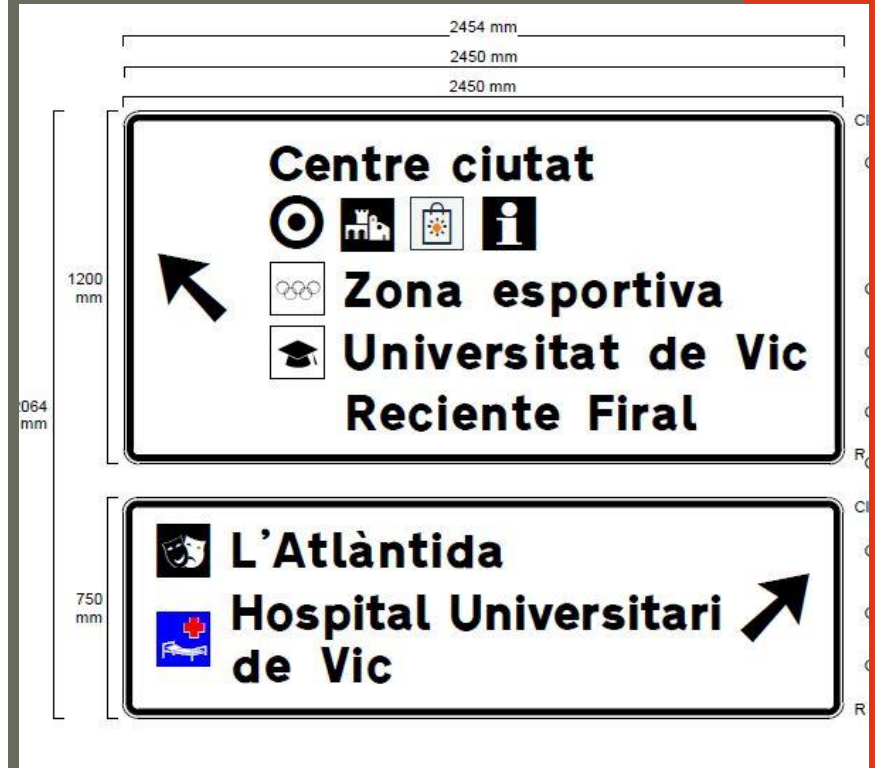 2454 mm
2450 mm
2450 mm
Centre ciutat
i
1200
mm
Zona esportiva
Universitat de Vic
Reciente Firal
064
mm
R
L'Atlàntida
750
mm
Hospital Universitari
de Vic
R